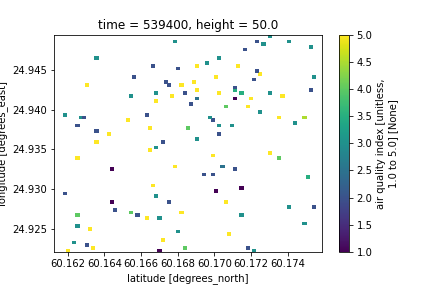 time = 539400, height = 50.0
longitude [degrees_east]
24.945
24.940
24.935
24.930
24.925
60.162 60.164 60.166 60.168 60.170 60.172 60.174
latitude [degrees_north]
5.0
4.5
4.0
3.5
3.0
2.5
2.0
1.5
1.0
air quality index [unitless,
1.0 to 5.0] [None]